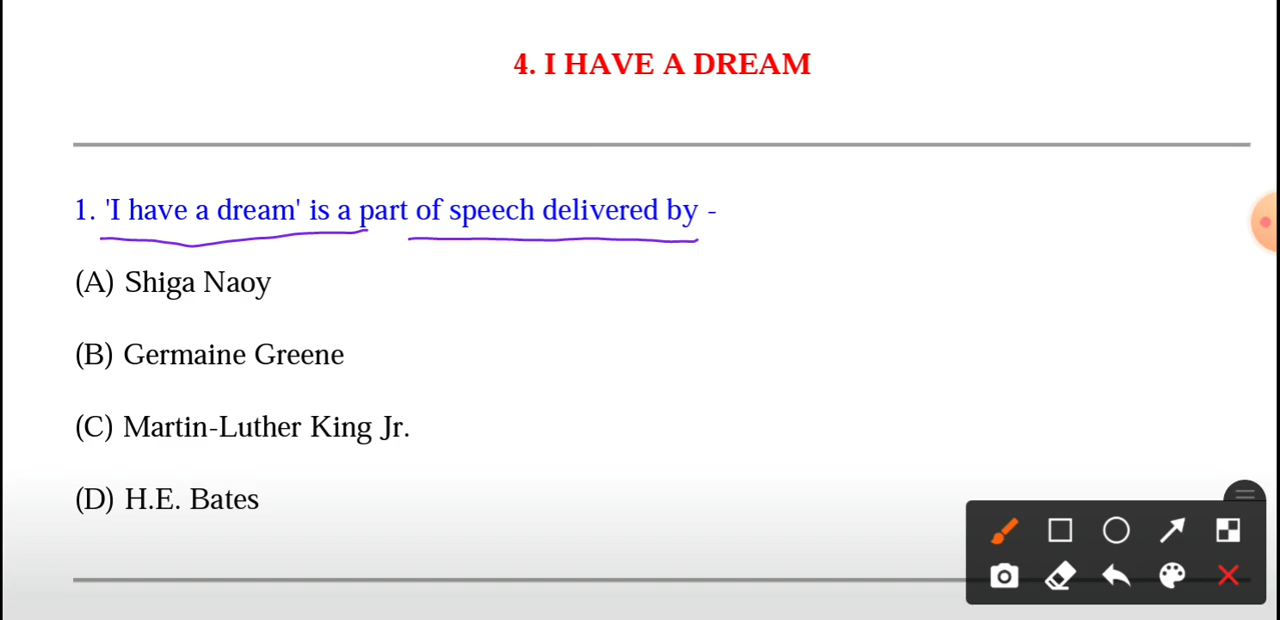 4. I HAVE A DREAM
1. 'I have a dream' is a part of speech delivered by -
(A) Shiga Naoy
(B) Germaine Greene
(C) Martin-Luther King Jr.
(D) H.E. Bates